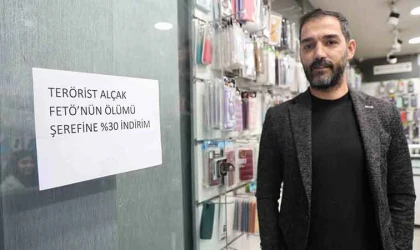 TERÖRİST ALÇAK
FETÖ’NÜN ÖLÜMÜ
ŞEREFİNE %30 İNDİRİM